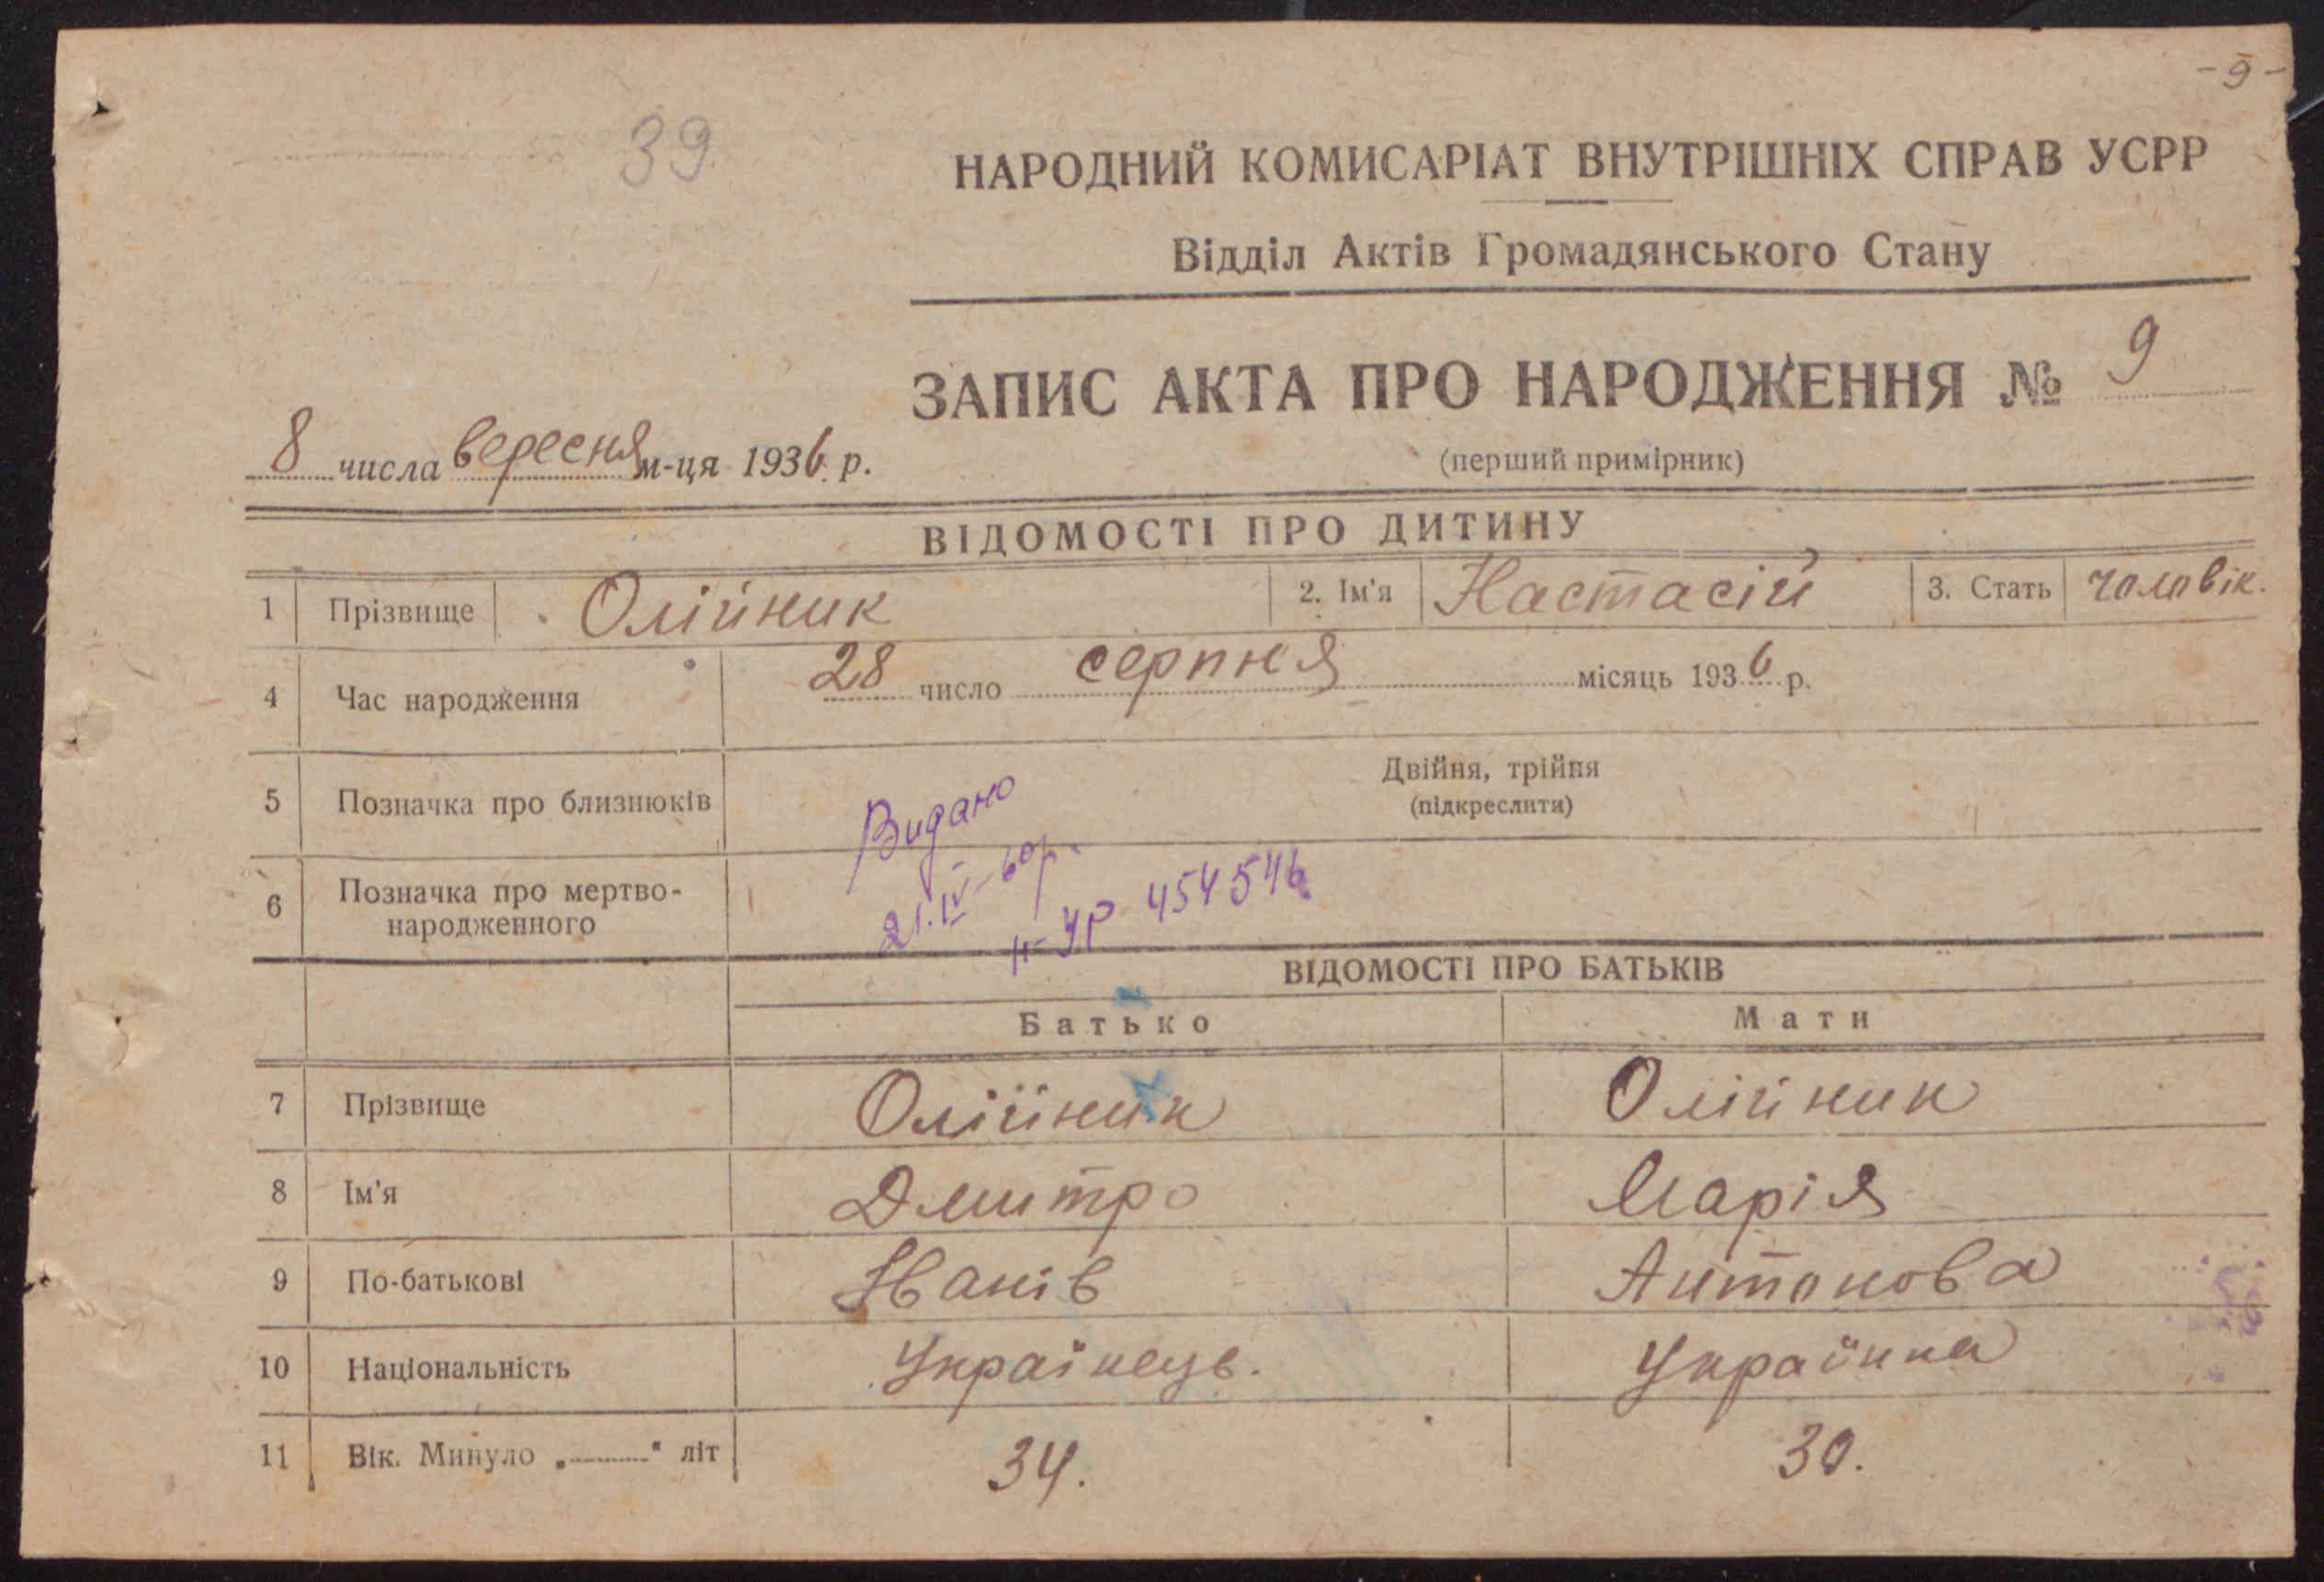 - 9 -
39
НАРОДНИЙ КОМИСАРІАТ ВНУТРІШНІХ СПРАВ УСРР
Відділ Актів Громадянського Стану
ЗАПИС АКТА ПРО НАРОДЖЕННЯ № 9
8 числа вересня м-ця 1936 р.
(перший примірник)
ВІДОМОСТІ ПРО ДИТИНУ
1 Прізвище Олійник 2. Ім'я Настасій 3. Стать чоловік.
4 Час народження 28 число серпня місяць 1936 р.
5 Позначка про близнюків Двійня, трійня
(підкреслити)
Видано
21.IV-60р.
II-УР 454546
6 Позначка про мертво-
народженного
ВІДОМОСТІ ПРО БАТЬКІВ
Батько Мати
7 Прізвище Олійник Олійник
8 Ім'я Дмитро Марія
9 По-батькові Іванів Антонова
10 Національність Українець. Українка
11 Вік. Минуло „ " літ 34. 30.